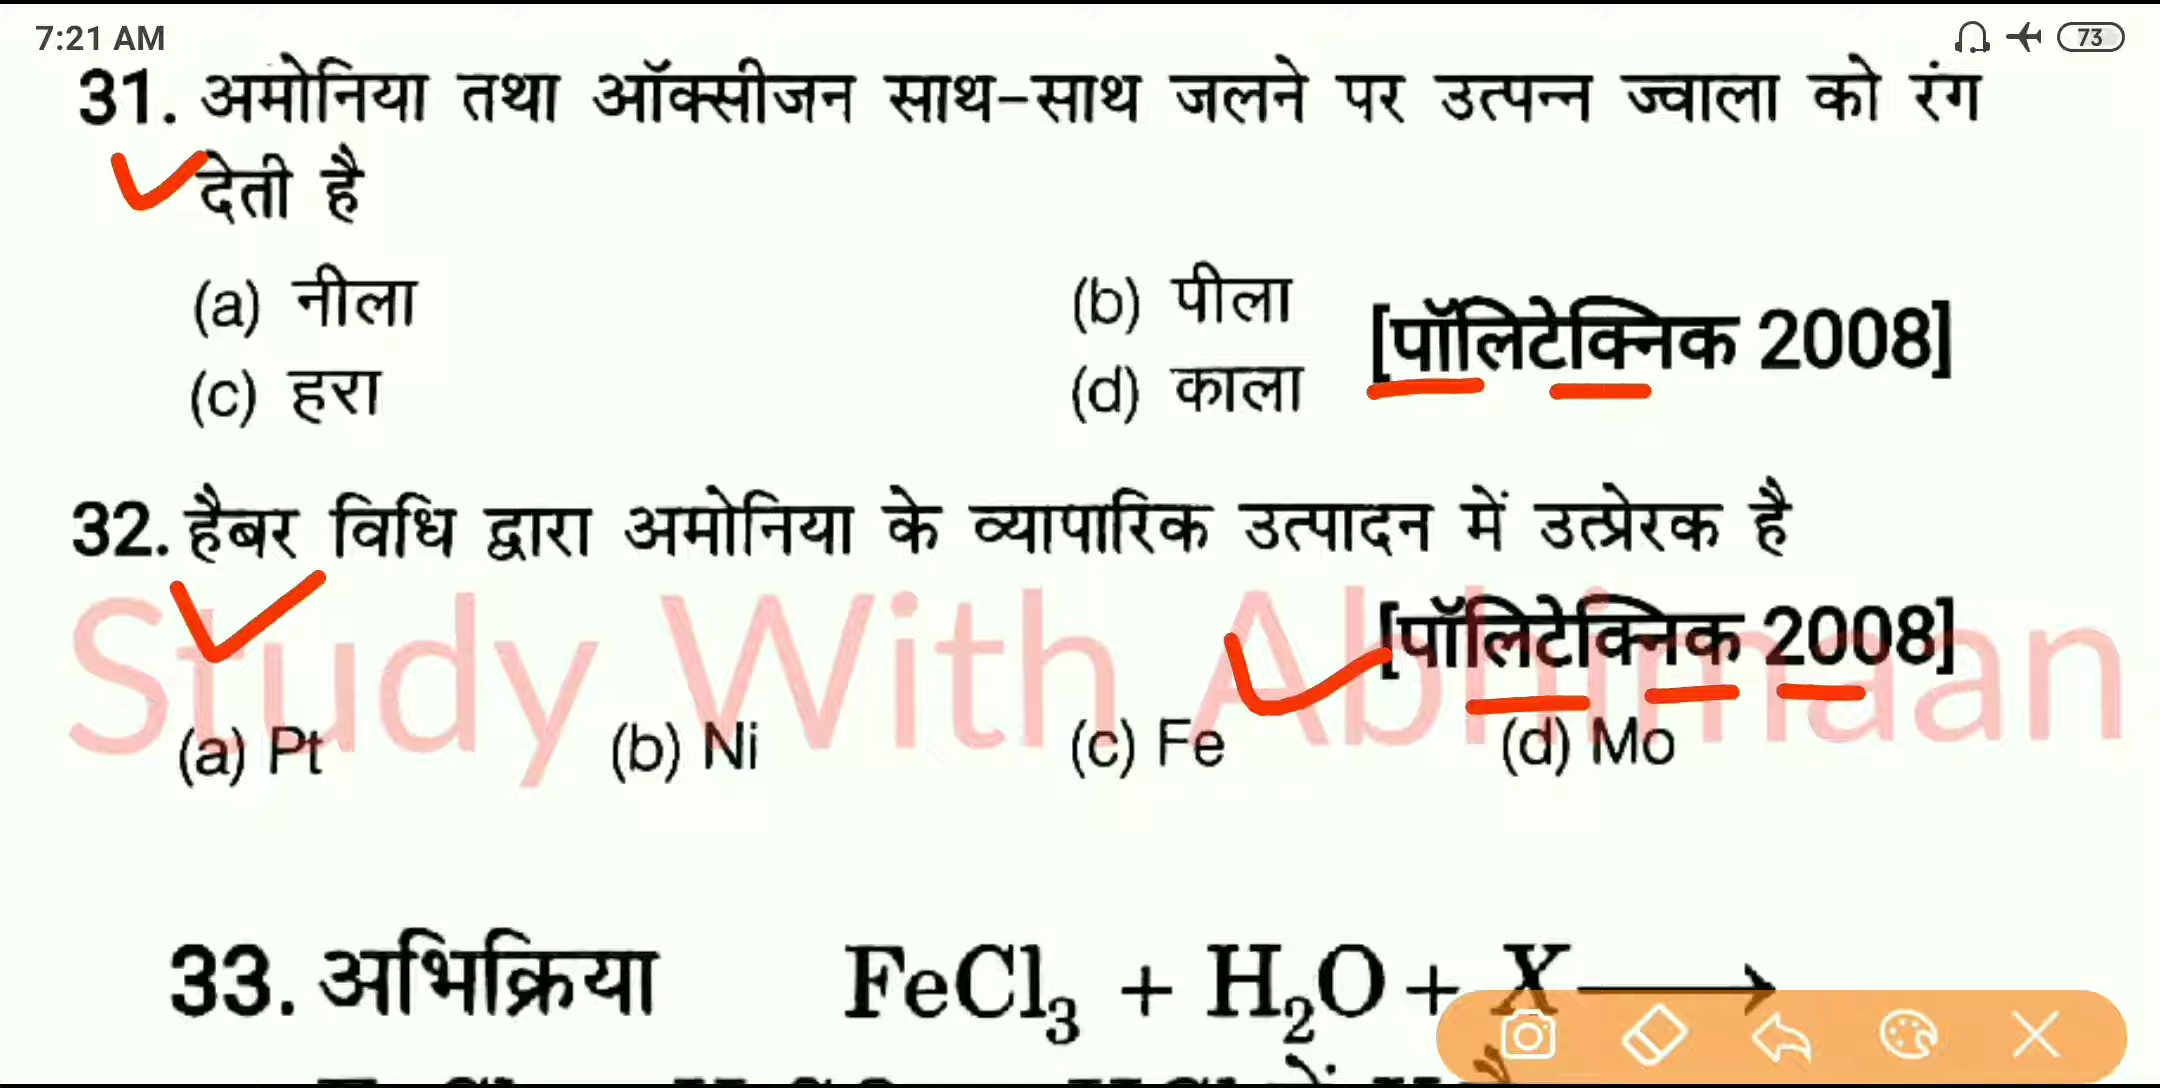 7:21 AM
73
31. अमोनिया तथा ऑक्सीजन साथ-साथ जलने पर उत्पन्न ज्वाला को रंग
देती है
(a) नीला (b) पीला [पॉलिटेक्निक 2008]
(c) हरा (d) काला
32. हैबर विधि द्वारा अमोनिया के व्यापारिक उत्पादन में उत्प्रेरक है
[पॉलिटेक्निक 2008]
Study With Abhimaan
(a) Pt (b) Ni (c) Fe (d) Mo
33. अभिक्रिया FeCl₃ + H₂O + X ⟶